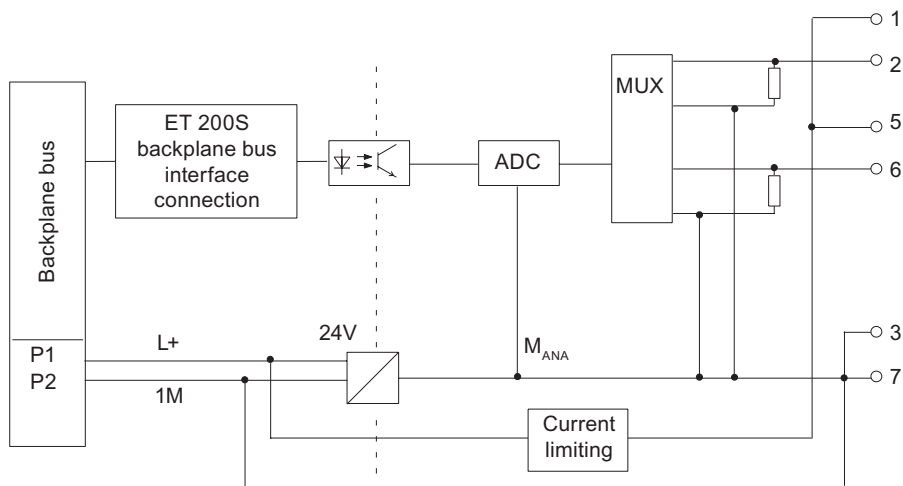 1
2
MUX
5
ET 200S
backplane bus
interface
connection
ADC
6
Backplane bus
24V
3
L+
P1
M_ANA
P2
7
1M
Current
limiting